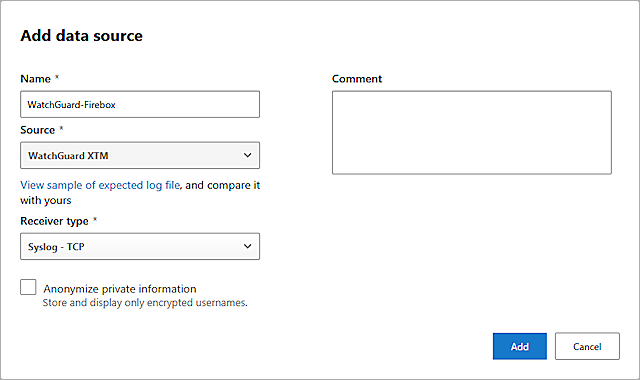 Add data source
Name *
WatchGuard-Firebox
Source *
WatchGuard XTM
View sample of expected log file, and compare it
with yours
Receiver type *
Syslog - TCP
Anonymize private information
Store and display only encrypted usernames.
Comment
Add
Cancel